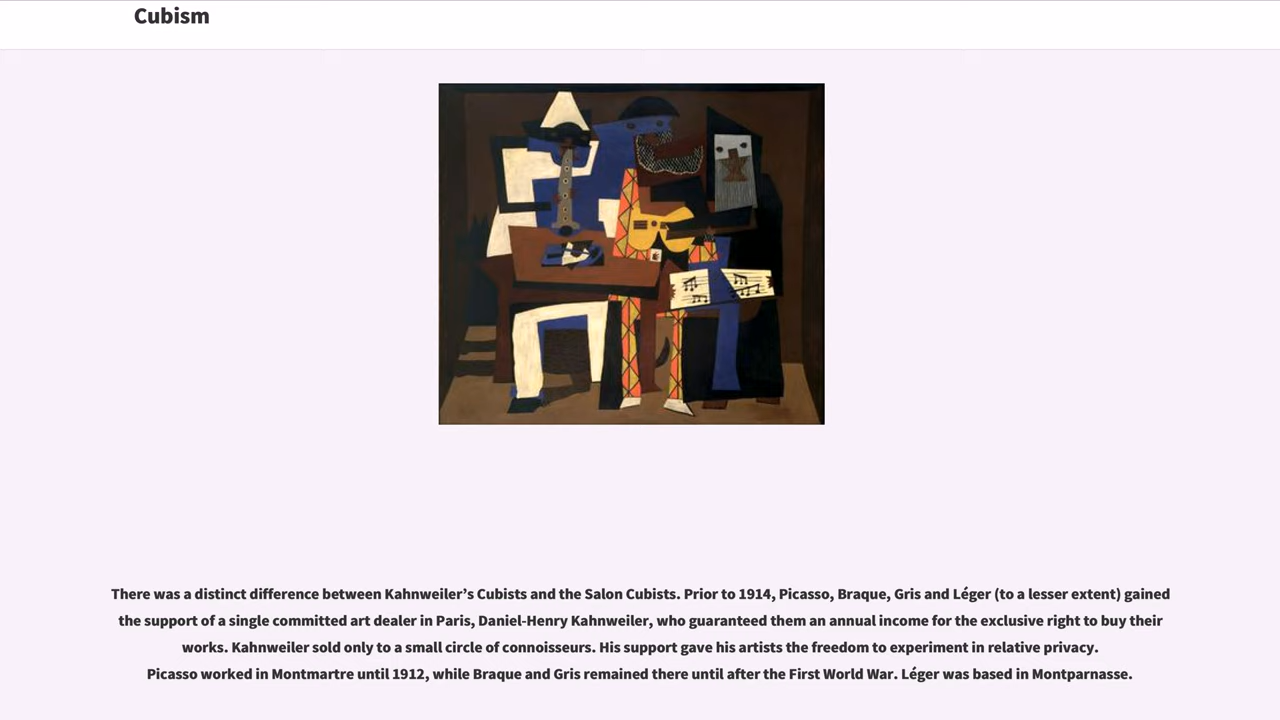 Cubism
There was a distinct difference between Kahnweiler’s Cubists and the Salon Cubists. Prior to 1914, Picasso, Braque, Gris and Léger (to a lesser extent) gained
the support of a single committed art dealer in Paris, Daniel-Henry Kahnweiler, who guaranteed them an annual income for the exclusive right to buy their
works. Kahnweiler sold only to a small circle of connoisseurs. His support gave his artists the freedom to experiment in relative privacy.
Picasso worked in Montmartre until 1912, while Braque and Gris remained there until after the First World War. Léger was based in Montparnasse.